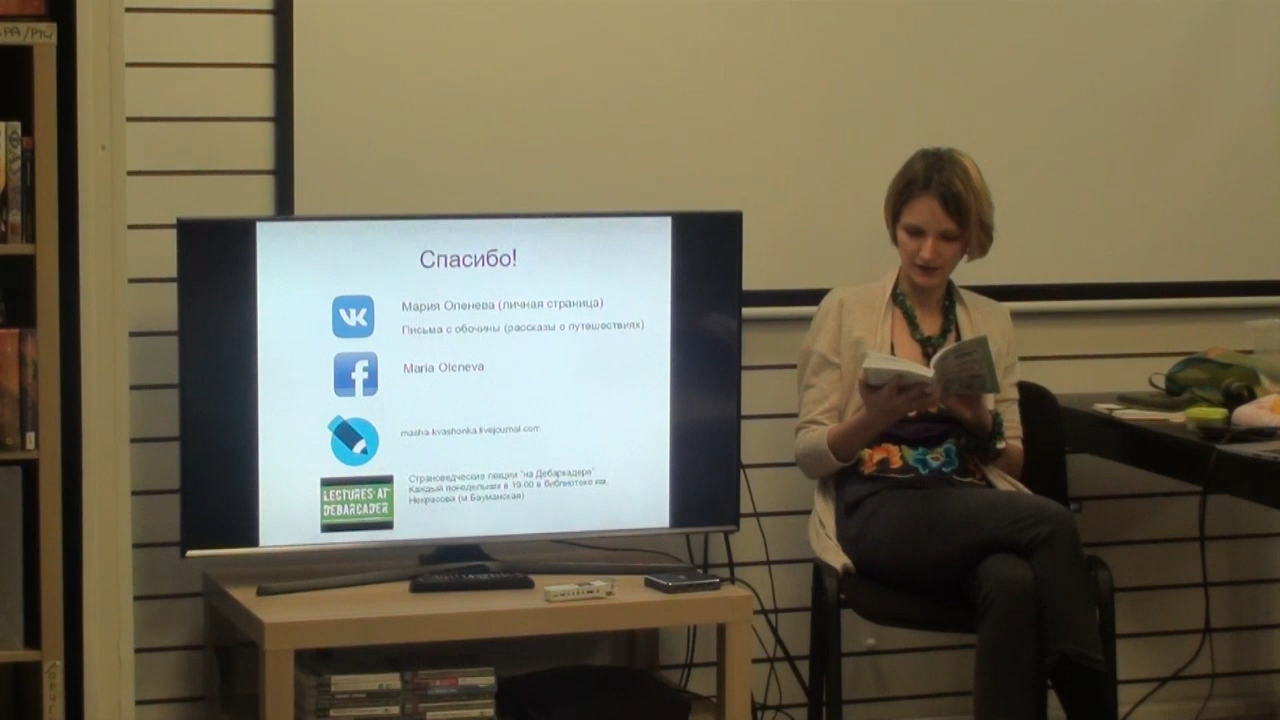 Спасибо!
Мария Оленева (личная страница)
Письма с обочины (рассказы о путешествиях)
f
Maria Oleneva
masha-kvashonka.livejournal.com
LECTURES AT
DEBARCADER
Страноведческие лекции "на Дебаркадере"
Каждый понедельник в 19.00 в библиотеке им.
Некрасова (м Бауманская)